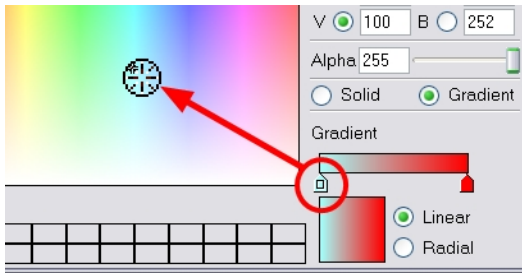 V 100 B 252
Alpha 255
Solid Gradient
Gradient
Linear
Radial